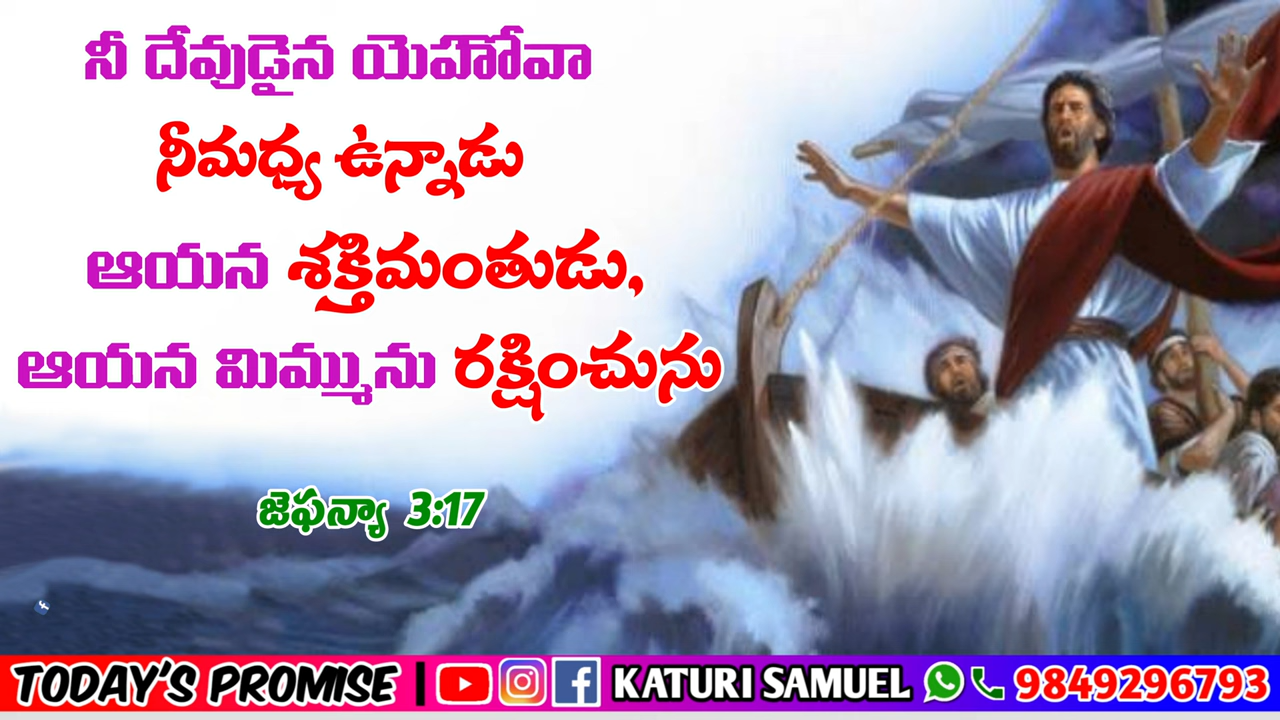 నీ దేవుడైన యెహోవా
నీమధ్య ఉన్నాడు
ఆయన శక్తిమంతుడు,
ఆయన మిమ్మును రక్షించును
జెఫన్యా 3:17
TODAY'S PROMISE | KATURI SAMUEL 9849296793